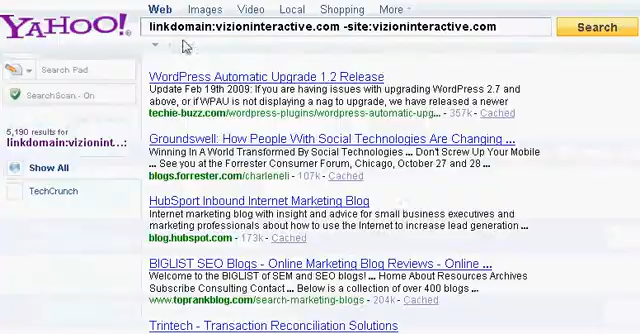 Web Images Video Local Shopping More
YAHOO!
linkdomain:vizioninteractive.com -site:vizioninteractive.com
Search
Search Pad
SearchScan - On
5,190 results for
linkdomain:vizionint...:
Show All
TechCrunch
WordPress Automatic Upgrade 1.2 Release
Update Feb 19th 2009: If you are having issues with upgrading WordPress 2.7 and
above, or if WPAU is not displaying a nag to upgrade, we have released a newer
techie-buzz.com/wordpress-plugins/wordpress-automatic-upg... - 357k - Cached
Groundswell: How People With Social Technologies Are Changing ...
Winning In A World Transformed By Social Technologies ... Don't Screw Up Your Mobile
... See you at the Forrester Consumer Forum, Chicago, October 27 and 28 ...
blogs.forrester.com/charleneli - 107k - Cached
HubSpot Inbound Internet Marketing Blog
Internet marketing blog with insight and advice for small business executives and
marketing professionals about how to use the Internet to increase lead generation ...
blog.hubspot.com - 173k - Cached
BIGLIST SEO Blogs - Online Marketing Blog Reviews - Online ...
Welcome to the BIGLIST of SEM and SEO blogs! ... Home About Resources Archives
Subscribe Consulting Contact ... Below is a collection of over 400 blogs ...
www.toprankblog.com/search-marketing-blogs - 204k - Cached
Trintech - Transaction Reconciliation Solutions